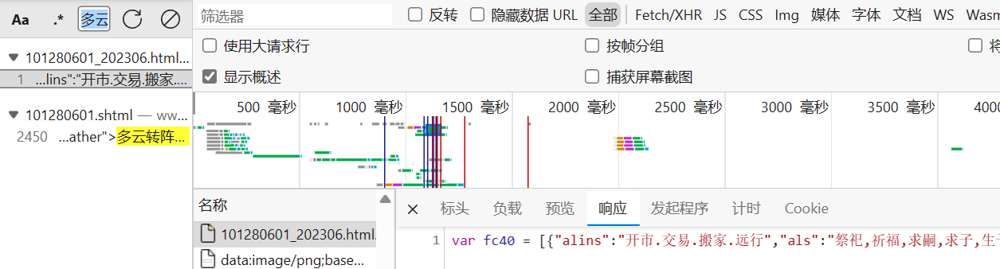 Aa .* 多云
101280601_202306.html...
1 ...lins":"开市.交易.搬家....
101280601.shtml — ww...
2450 ...ather">多云转阵...
筛选器 反转 隐藏数据 URL 全部 Fetch/XHR JS CSS Img 媒体 字体 文档 WS Wasm
使用大请求行 按帧分组
显示概述 捕获屏幕截图
500 毫秒 1000 毫秒 1500 毫秒 2000 毫秒 2500 毫秒 3000 毫秒 3500 毫秒 4000
名称
101280601_202306.html...
data:image/png;base...
标头 负载 预览 响应 发起程序 计时 Cookie
1 var fc40 = [{"alins":"开市.交易.搬家.远行","als":"祭祀,祈福,求嗣,求子,生